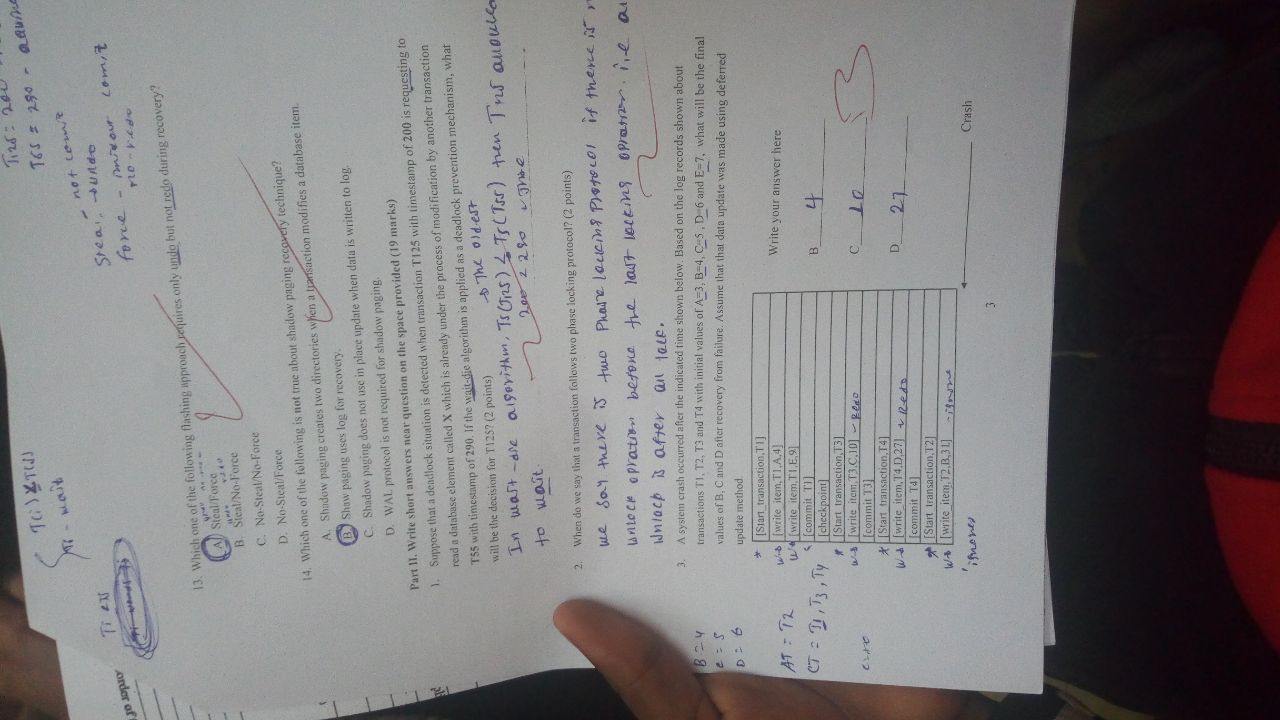 T125 = 200
T55 = 290
Steal - not commit
→ undo
force - commit
no-redo
13. Which one of the following flashing approach requires only undo but not redo during recovery?
A. Steal/Force
B. Steal/No-Force
C. No-Steal/No-Force
D. No-Steal/Force
14. Which one of the following is not true about shadow paging recovery technique?
A. Shadow paging creates two directories when a transaction modifies a database item.
B. Shaw paging uses log for recovery.
C. Shadow paging does not use in place update when data is written to log.
D. WAL protocol is not required for shadow paging.
Part II. Write short answers near question on the space provided (19 marks)
1. Suppose that a deadlock situation is detected when transaction T125 with timestamp of 200 is requesting to
read a database element called X which is already under the process of modification by another transaction
T55 with timestamp of 290. If the wait-die algorithm is applied as a deadlock prevention mechanism, what
will be the decision for T125? (2 points)
→ The oldest
In wait-die algorithm, Ts(T125) < Ts(T55) then T125
to wait
200 < 290 - True
2. When do we say that a transaction follows two phase locking protocol? (2 points)
we say there is two Phase locking Protocol if there is
unlock opration before the last locking opration. i.e
Unlock is after all lock.
3. A system crash occurred after the indicated time shown below. Based on the log records shown about
transactions T1, T2, T3 and T4 with initial values of A=3, B=4, C=5, D=6 and E=7, what will be the final
values of B, C and D after recovery from failure. Assume that data update was made using deferred
update method.
B = 4
C = 5
D = 6
AT = T2
CT = T1, T3, T4
[Start_transaction,T1]
[write_item,T1,A,4]
[write_item,T1,E,9]
[commit_T1]
[checkpoint]
[Start_transaction,T3]
[write_item,T3,C,10] - Redo
[commit T3]
[Start_transaction,T4]
[write_item,T4,D,27] - Redo
[commit_T4]
[Start_transaction,T2]
[write_item,T2,B,31] - ignore
Write your answer here
B 4
C 10
D 27
Crash
3